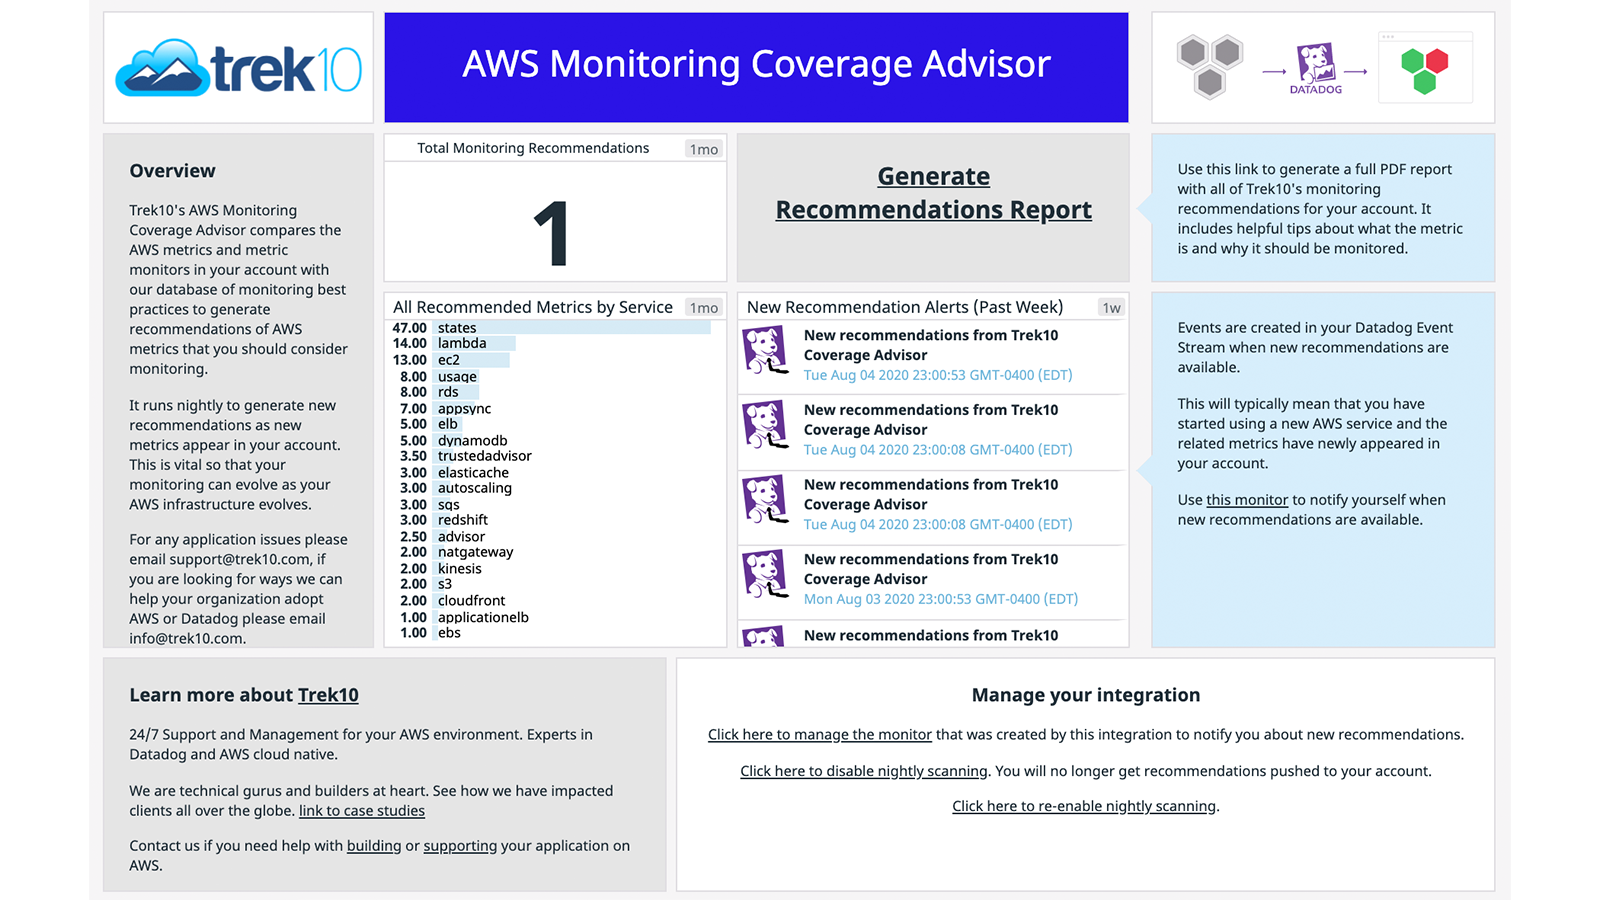 trek10
AWS Monitoring Coverage Advisor
DATADOG
Overview
Trek10's AWS Monitoring
Coverage Advisor compares the
AWS metrics and metric
monitors in your account with
our database of monitoring best
practices to generate
recommendations of AWS
metrics that you should consider
monitoring.
It runs nightly to generate new
recommendations as new
metrics appear in your account.
This is vital so that your
monitoring can evolve as your
AWS infrastructure evolves.
For any application issues please
email support@trek10.com, if
you are looking for ways we can
help your organization adopt
AWS or Datadog please email
info@trek10.com.
Total Monitoring Recommendations 1mo
1
Generate
Recommendations Report
Use this link to generate a full PDF report
with all of Trek10's monitoring
recommendations for your account. It
includes helpful tips about what the metric
is and why it should be monitored.
All Recommended Metrics by Service 1mo
47.00 states
14.00 lambda
13.00 ec2
8.00 usage
8.00 rds
7.00 appsync
5.00 elb
5.00 dynamodb
3.50 trustedadvisor
3.00 elasticache
3.00 autoscaling
3.00 sqs
3.00 redshift
2.50 advisor
2.00 natgateway
2.00 kinesis
2.00 s3
2.00 cloudfront
1.00 applicationelb
1.00 ebs
New Recommendation Alerts (Past Week) 1w
New recommendations from Trek10
Coverage Advisor
Tue Aug 04 2020 23:00:53 GMT-0400 (EDT)
New recommendations from Trek10
Coverage Advisor
Tue Aug 04 2020 23:00:08 GMT-0400 (EDT)
New recommendations from Trek10
Coverage Advisor
Tue Aug 04 2020 23:00:08 GMT-0400 (EDT)
New recommendations from Trek10
Coverage Advisor
Mon Aug 03 2020 23:00:53 GMT-0400 (EDT)
New recommendations from Trek10
Events are created in your Datadog Event
Stream when new recommendations are
available.
This will typically mean that you have
started using a new AWS service and the
related metrics have newly appeared in
your account.
Use this monitor to notify yourself when
new recommendations are available.
Learn more about Trek10
24/7 Support and Management for your AWS environment. Experts in
Datadog and AWS cloud native.
We are technical gurus and builders at heart. See how we have impacted
clients all over the globe. link to case studies
Contact us if you need help with building or supporting your application on
AWS.
Manage your integration
Click here to manage the monitor that was created by this integration to notify you about new recommendations.
Click here to disable nightly scanning. You will no longer get recommendations pushed to your account.
Click here to re-enable nightly scanning.